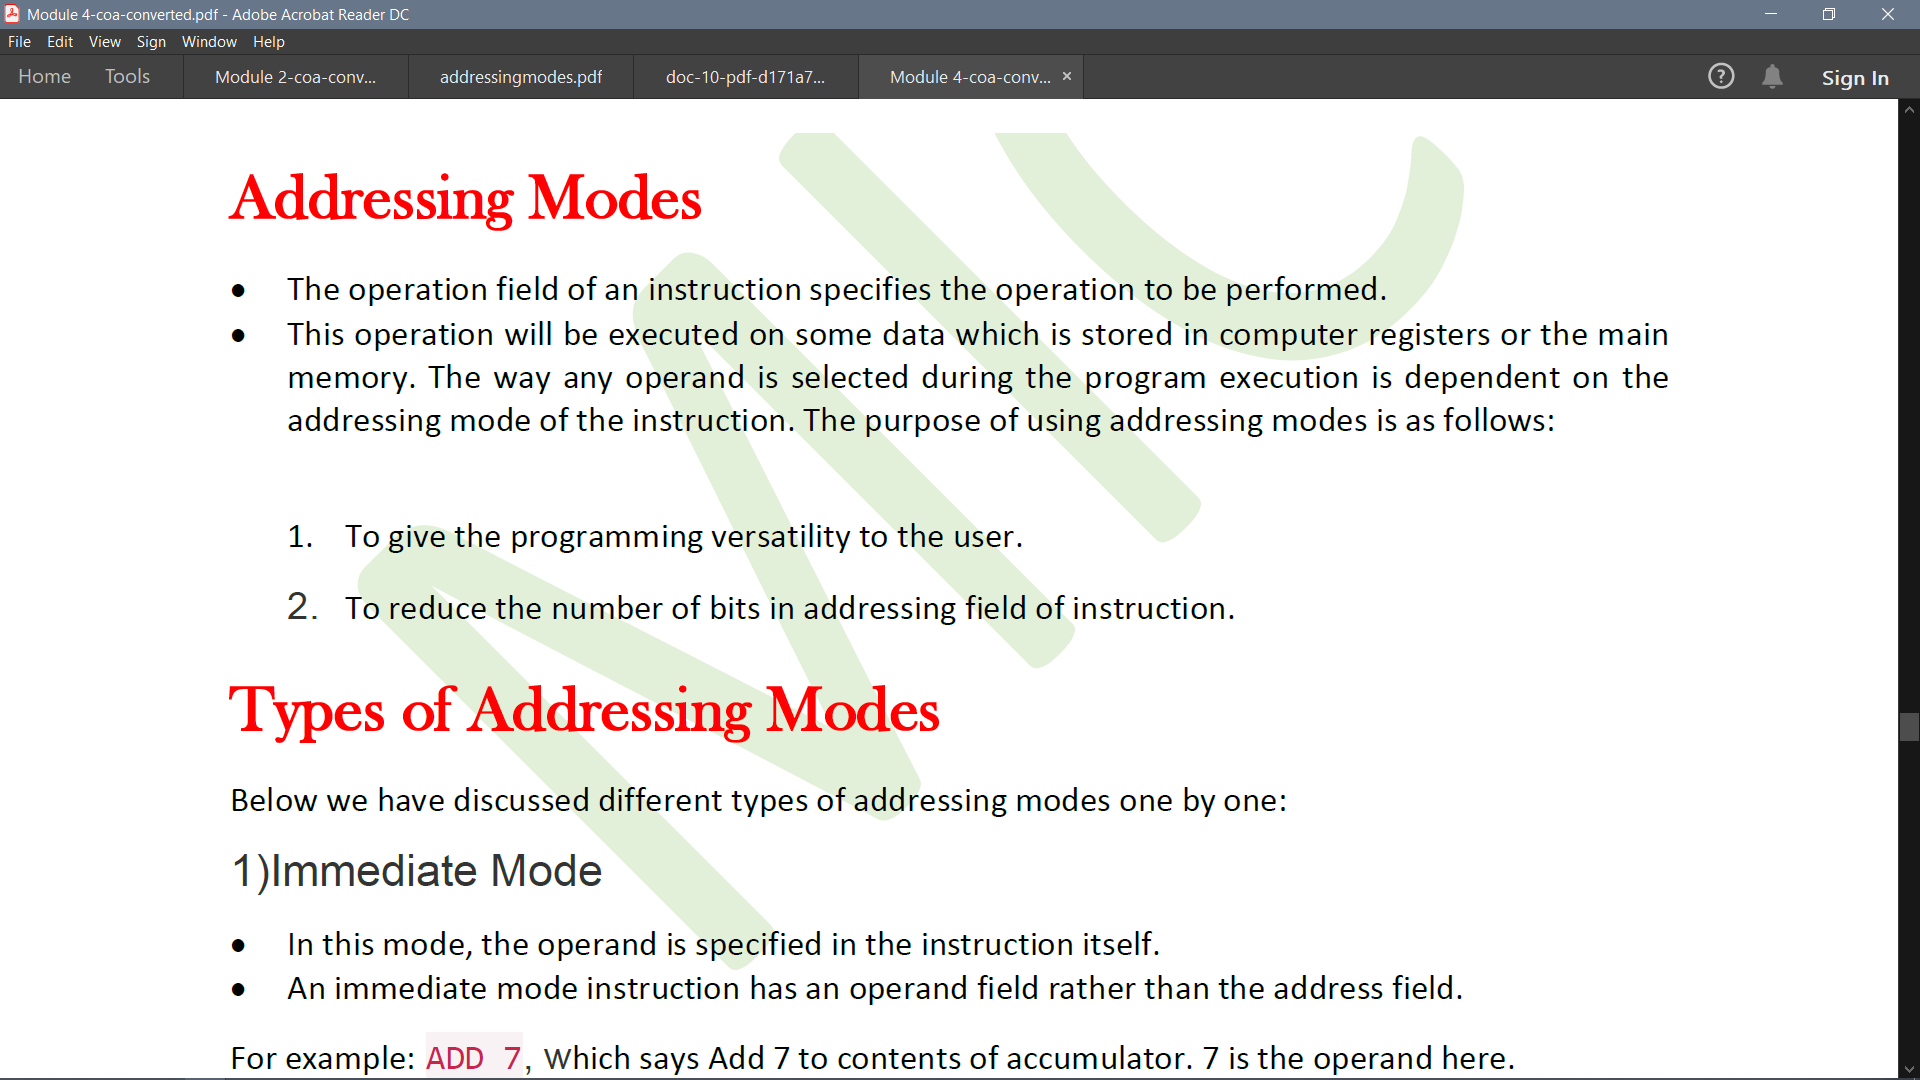 Module 4-coa-converted.pdf - Adobe Acrobat Reader DC
File Edit View Sign Window Help
Home Tools Module 2-coa-conv... addressingmodes.pdf doc-10-pdf-d171a7... Module 4-coa-conv... × ? Sign In
Addressing Modes
• The operation field of an instruction specifies the operation to be performed.
• This operation will be executed on some data which is stored in computer registers or the main
memory. The way any operand is selected during the program execution is dependent on the
addressing mode of the instruction. The purpose of using addressing modes is as follows:
1. To give the programming versatility to the user.
2. To reduce the number of bits in addressing field of instruction.
Types of Addressing Modes
Below we have discussed different types of addressing modes one by one:
1)Immediate Mode
• In this mode, the operand is specified in the instruction itself.
• An immediate mode instruction has an operand field rather than the address field.
For example: ADD 7, Which says Add 7 to contents of accumulator. 7 is the operand here.
MIC